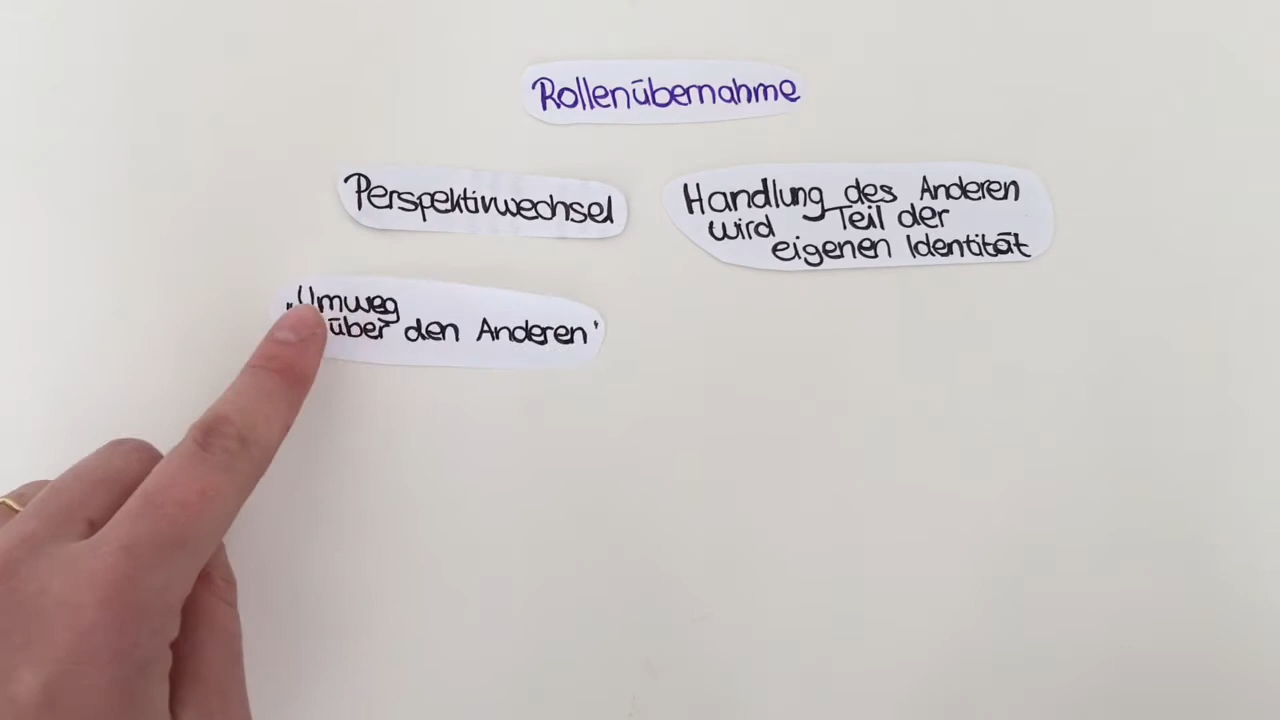 Rollenübernahme
Perspektivwechsel
Handlung des Anderen
wird Teil der
eigenen Identität
„Umweg
über den Anderen"